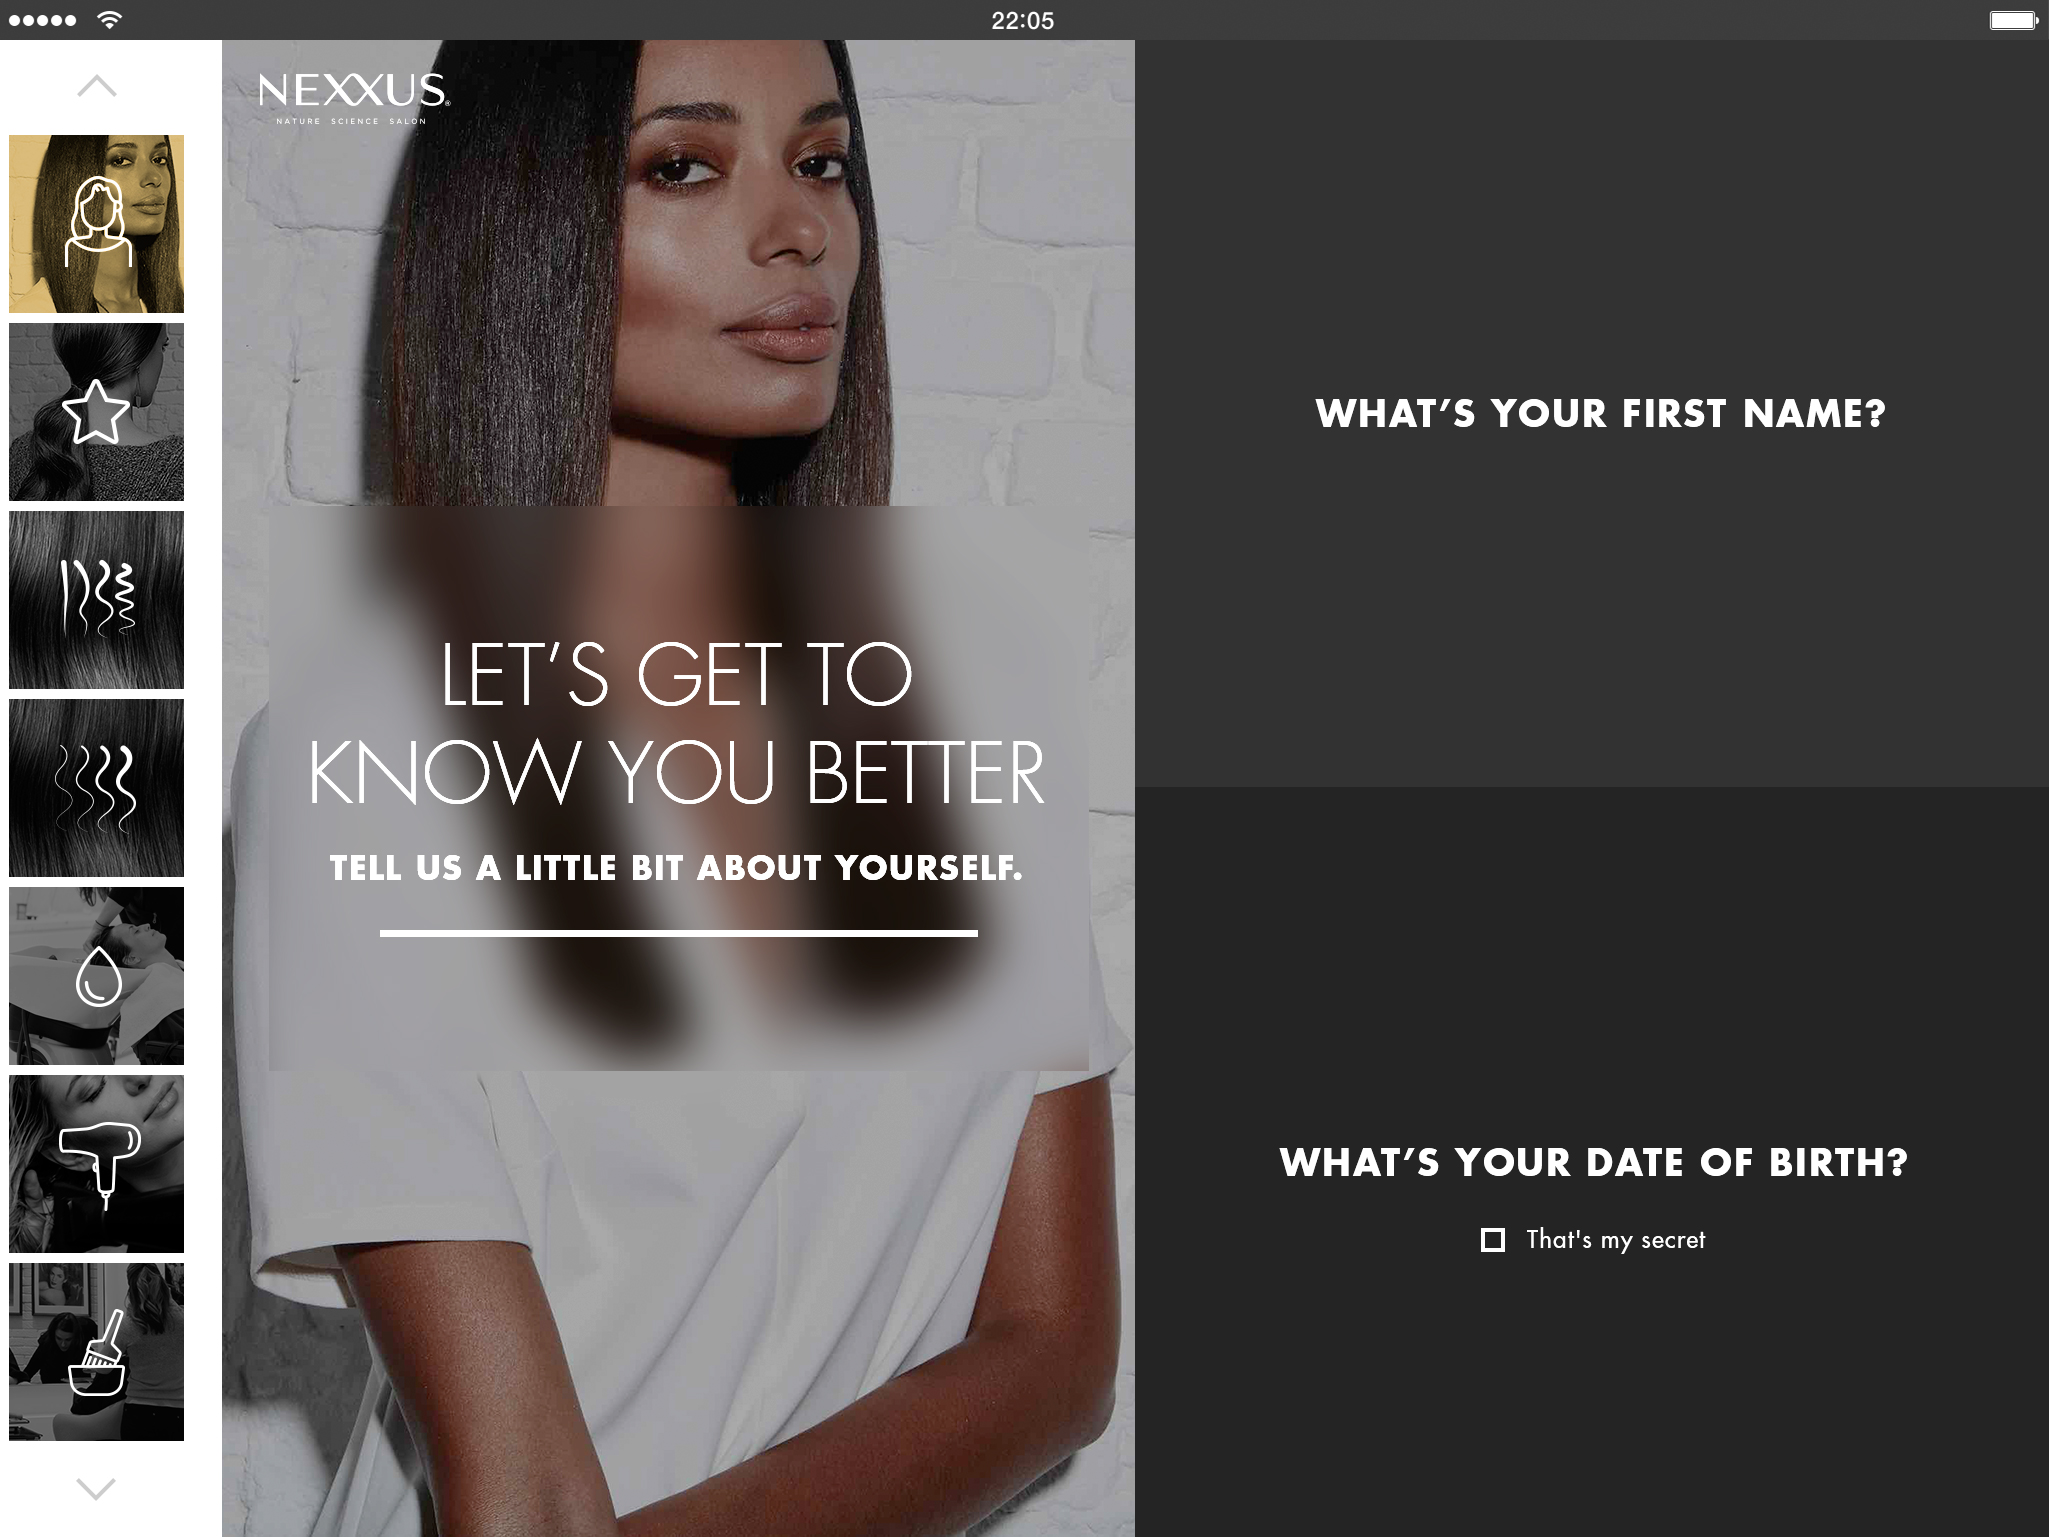 22:05
NEXXUS®
NATURE SCIENCE SALON
LET'S GET TO
KNOW YOU BETTER
TELL US A LITTLE BIT ABOUT YOURSELF.
WHAT'S YOUR FIRST NAME?
WHAT'S YOUR DATE OF BIRTH?
That's my secret